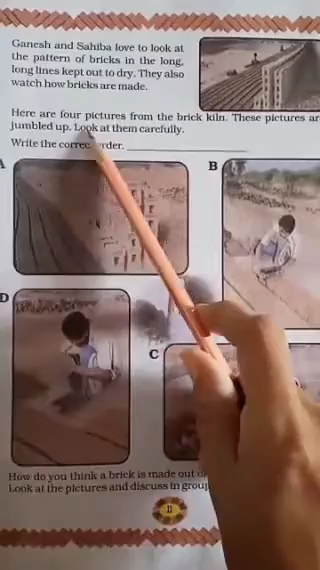 Ganesh and Sahiba love to look at
the pattern of bricks in the long,
long lines kept out to dry. They also
watch how bricks are made.
Here are four pictures from the brick kiln. These pictures ar
jumbled up. Look at them carefully.
Write the correc rder.
A
B
D
C
How do you think a brick is made out o
Look at the pictures and discuss in group
11